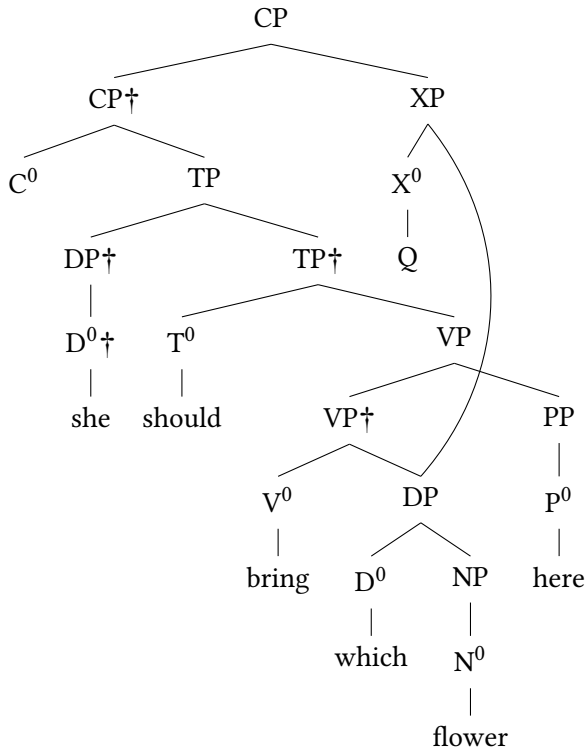 CP
CP† XP
C⁰ TP X⁰
DP† TP† Q
D⁰† T⁰ VP
she should VP† PP
V⁰ DP P⁰
bring D⁰ NP here
which N⁰
flower